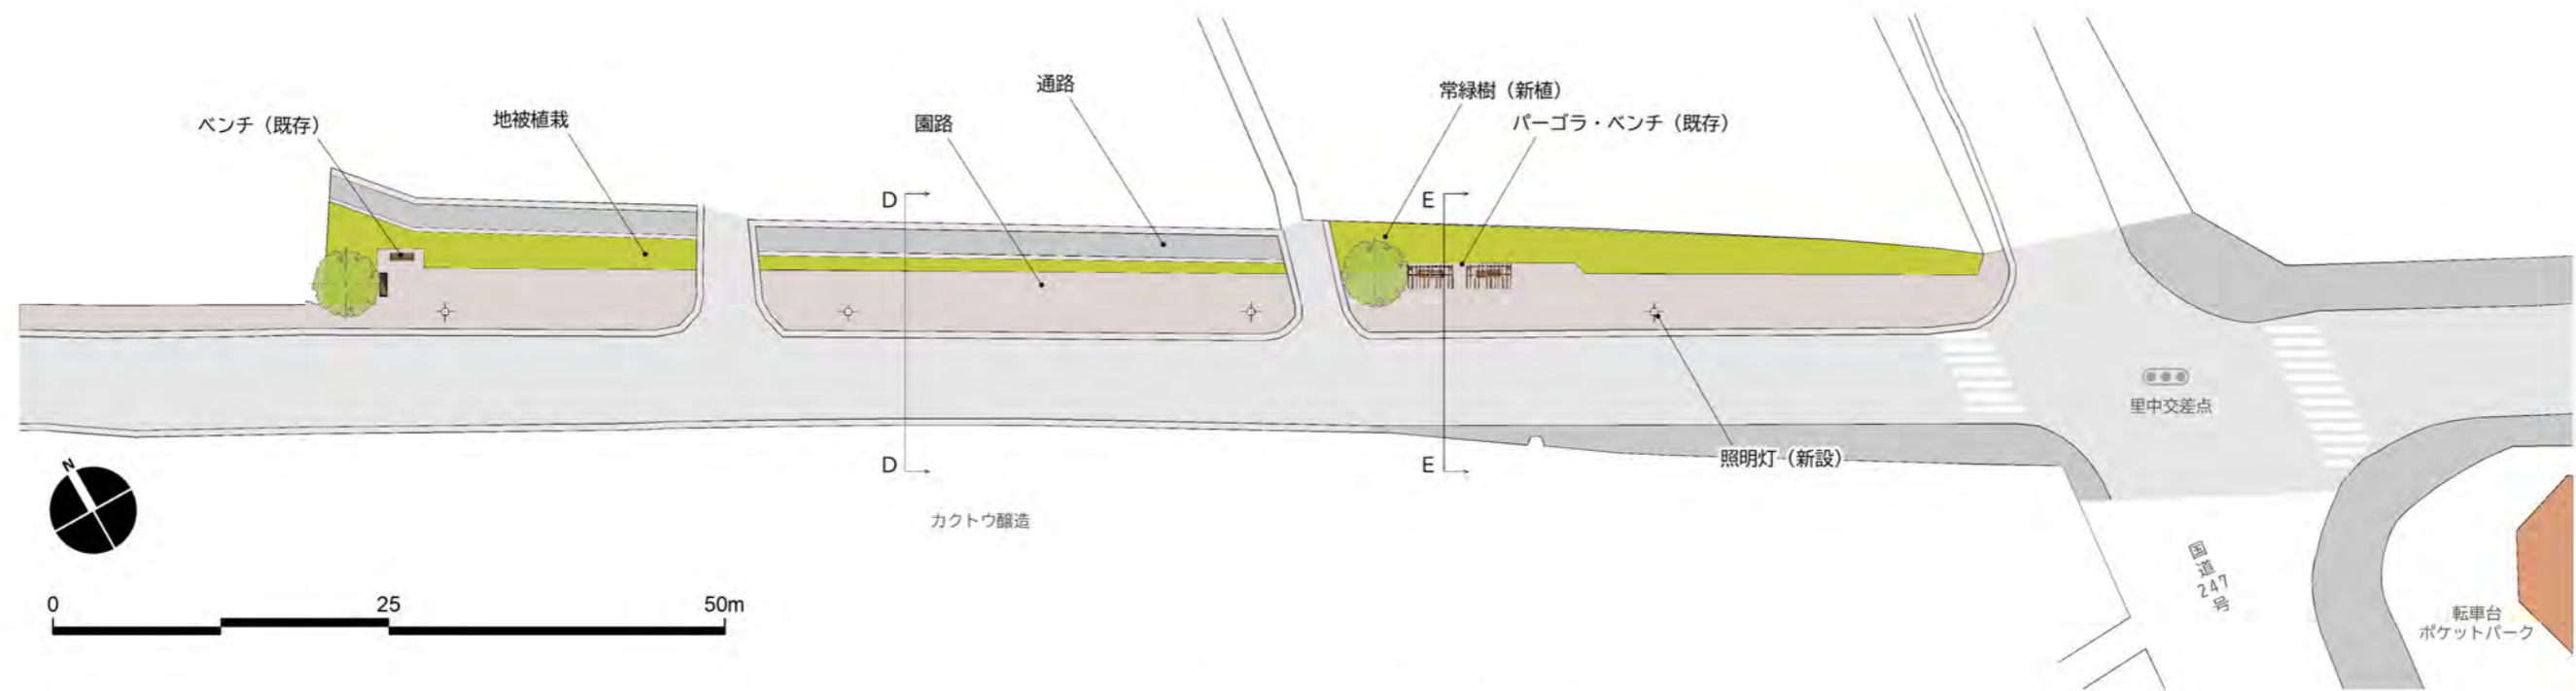 通路
常緑樹（新植）
ベンチ（既存）
地被植栽
園路
パーゴラ・ベンチ（既存）
D
E
里中交差点
D
E
照明灯（新設）
N
カクトウ醸造
国道247号
0
25
50m
転車台
ポケットパーク